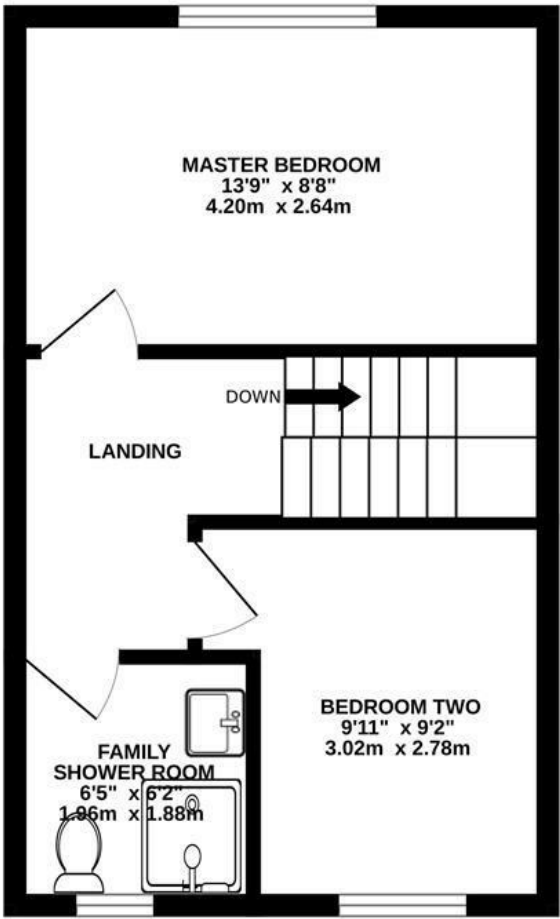 MASTER BEDROOM
13'9" x 8'8"
4.20m x 2.64m
DOWN
LANDING
BEDROOM TWO
9'11" x 9'2"
3.02m x 2.78m
FAMILY
SHOWER ROOM
6'5" x 6'2"
1.96m x 1.88m